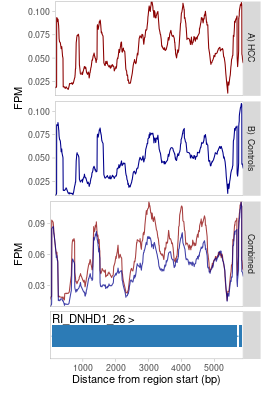 0.100
0.075
0.050
0.025
FPM
A) HCC
0.100
0.075
0.050
0.025
B) Controls
0.09
0.06
0.03
FPM
Combined
RI_DNHD1_26 >
1000 2000 3000 4000 5000
Distance from region start (bp)